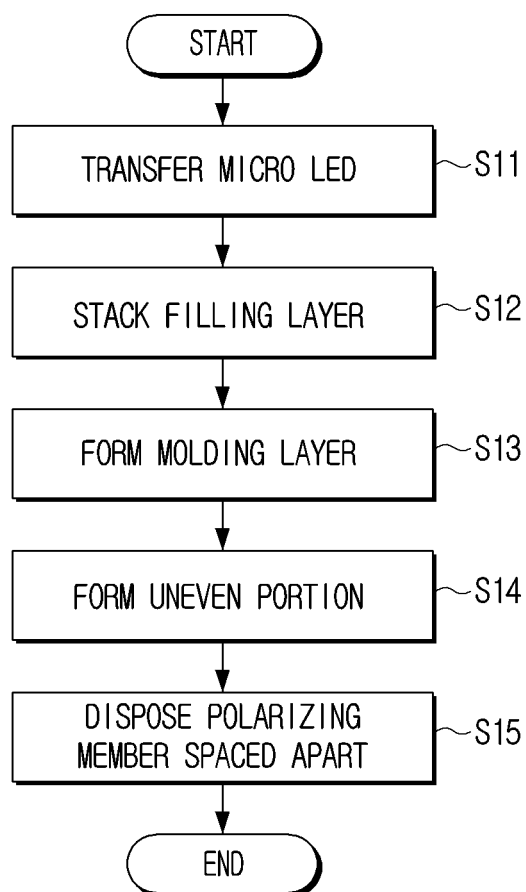 START
TRANSFER MICRO LED
S11
STACK FILLING LAYER
S12
FORM MOLDING LAYER
S13
FORM UNEVEN PORTION
S14
DISPOSE POLARIZING
MEMBER SPACED APART
S15
END